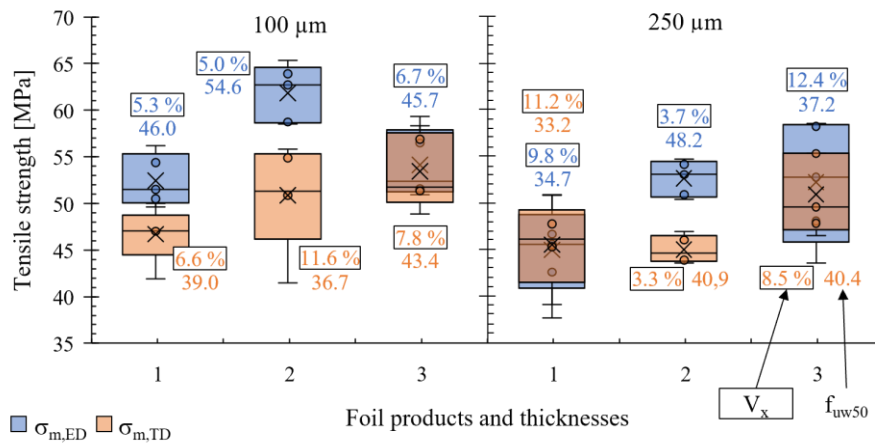 100 µm
250 µm
Tensile strength [MPa]
70
65
60
55
50
45
40
35
5.3 %
46.0
5.0 %
54.6
6.7 %
45.7
6.6 %
39.0
11.6 %
36.7
7.8 %
43.4
11.2 %
33.2
9.8 %
34.7
3.7 %
48.2
12.4 %
37.2
3.3 % 40,9
8.5 % 40.4
1 2 3 1 2 3
Vx
fuw50
σm,ED σm,TD
Foil products and thicknesses